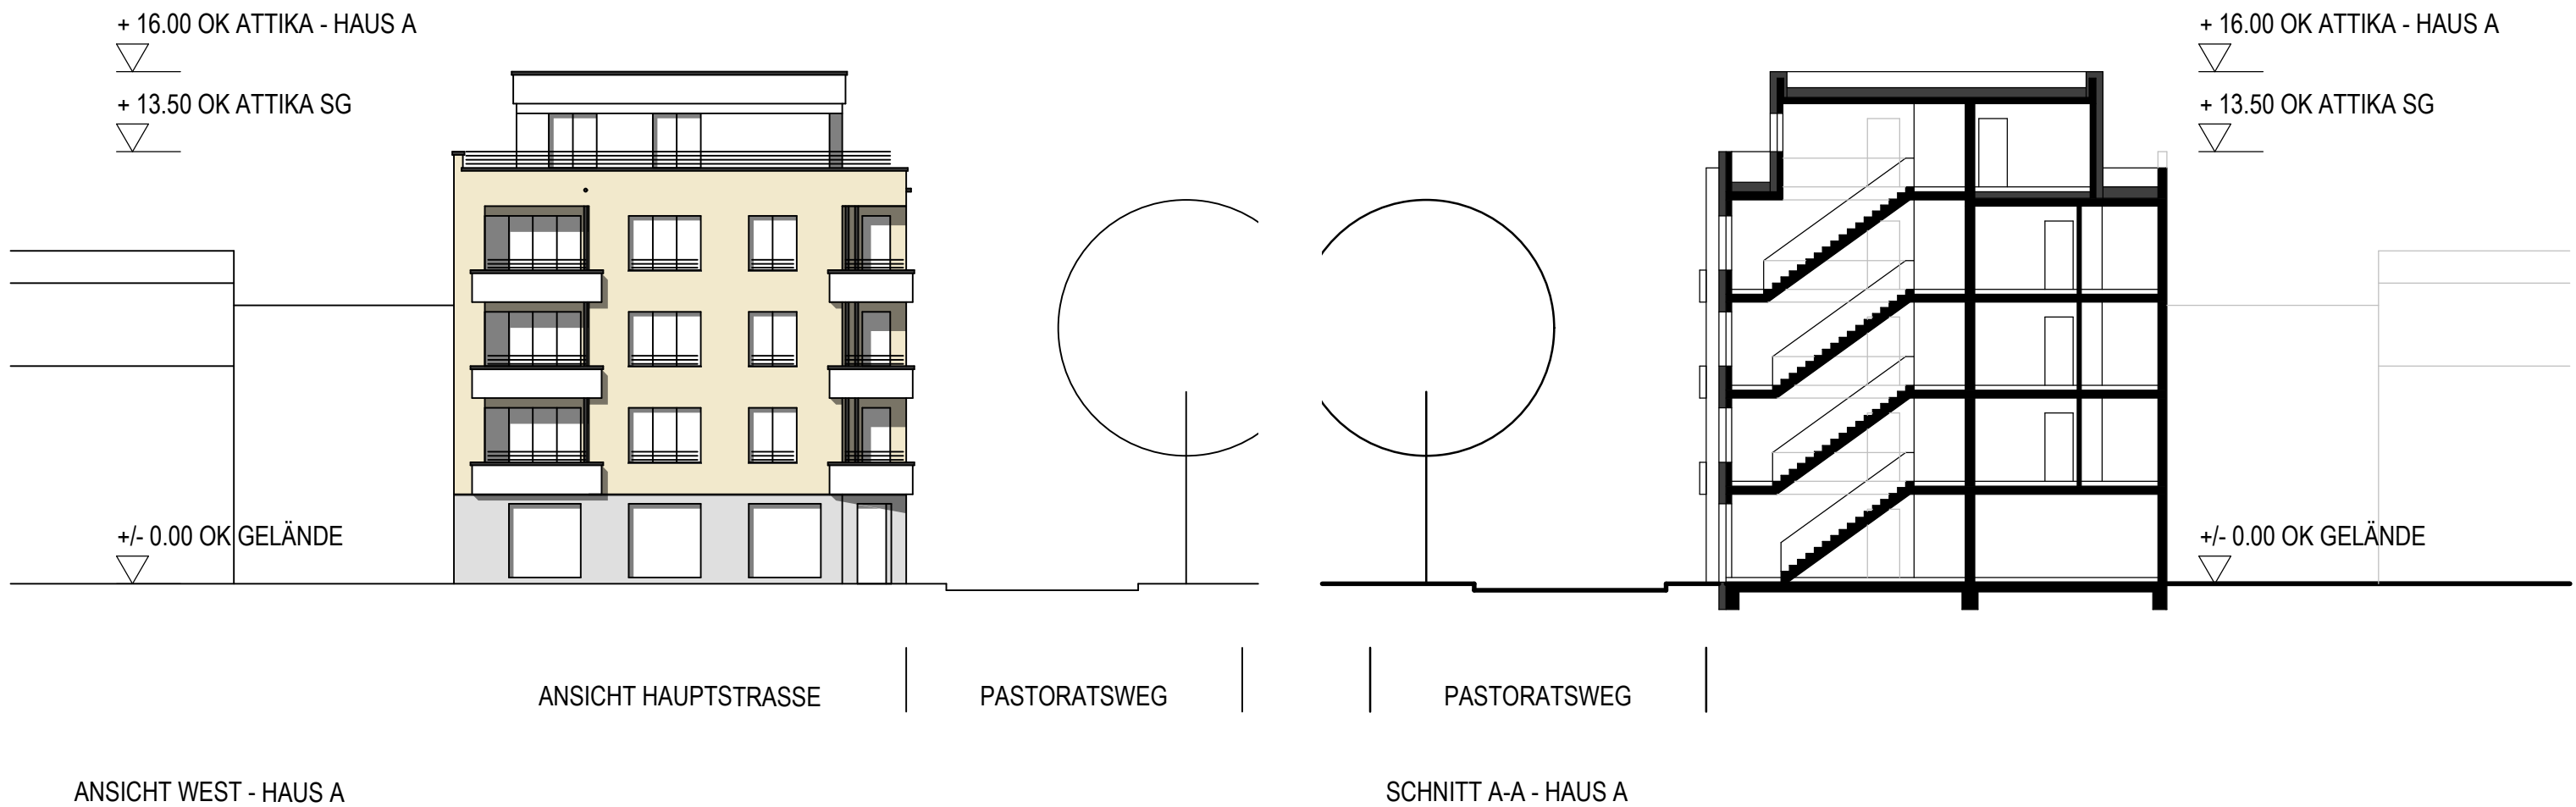 + 16.00 OK ATTIKA - HAUS A
+ 13.50 OK ATTIKA SG
+/- 0.00 OK GELÄNDE
ANSICHT HAUPTSTRASSE
PASTORATSWEG
ANSICHT WEST - HAUS A
+ 16.00 OK ATTIKA - HAUS A
+ 13.50 OK ATTIKA SG
+/- 0.00 OK GELÄNDE
PASTORATSWEG
SCHNITT A-A - HAUS A